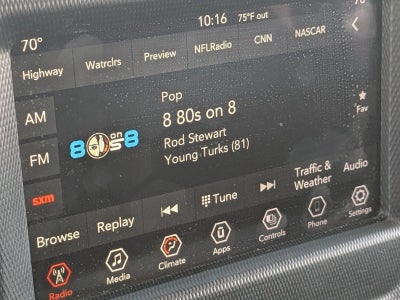 70° 10:16 75°F out 70
Highway Watrclrs Preview NFLRadio CNN NASCAR
AM
FM
sxm
8 80s on 8
Pop
8 80s on 8
Rod Stewart
Young Turks (81)
Fav
Browse Replay Tune Traffic & Weather Audio
Radio Media Climate Apps Controls Phone Settings